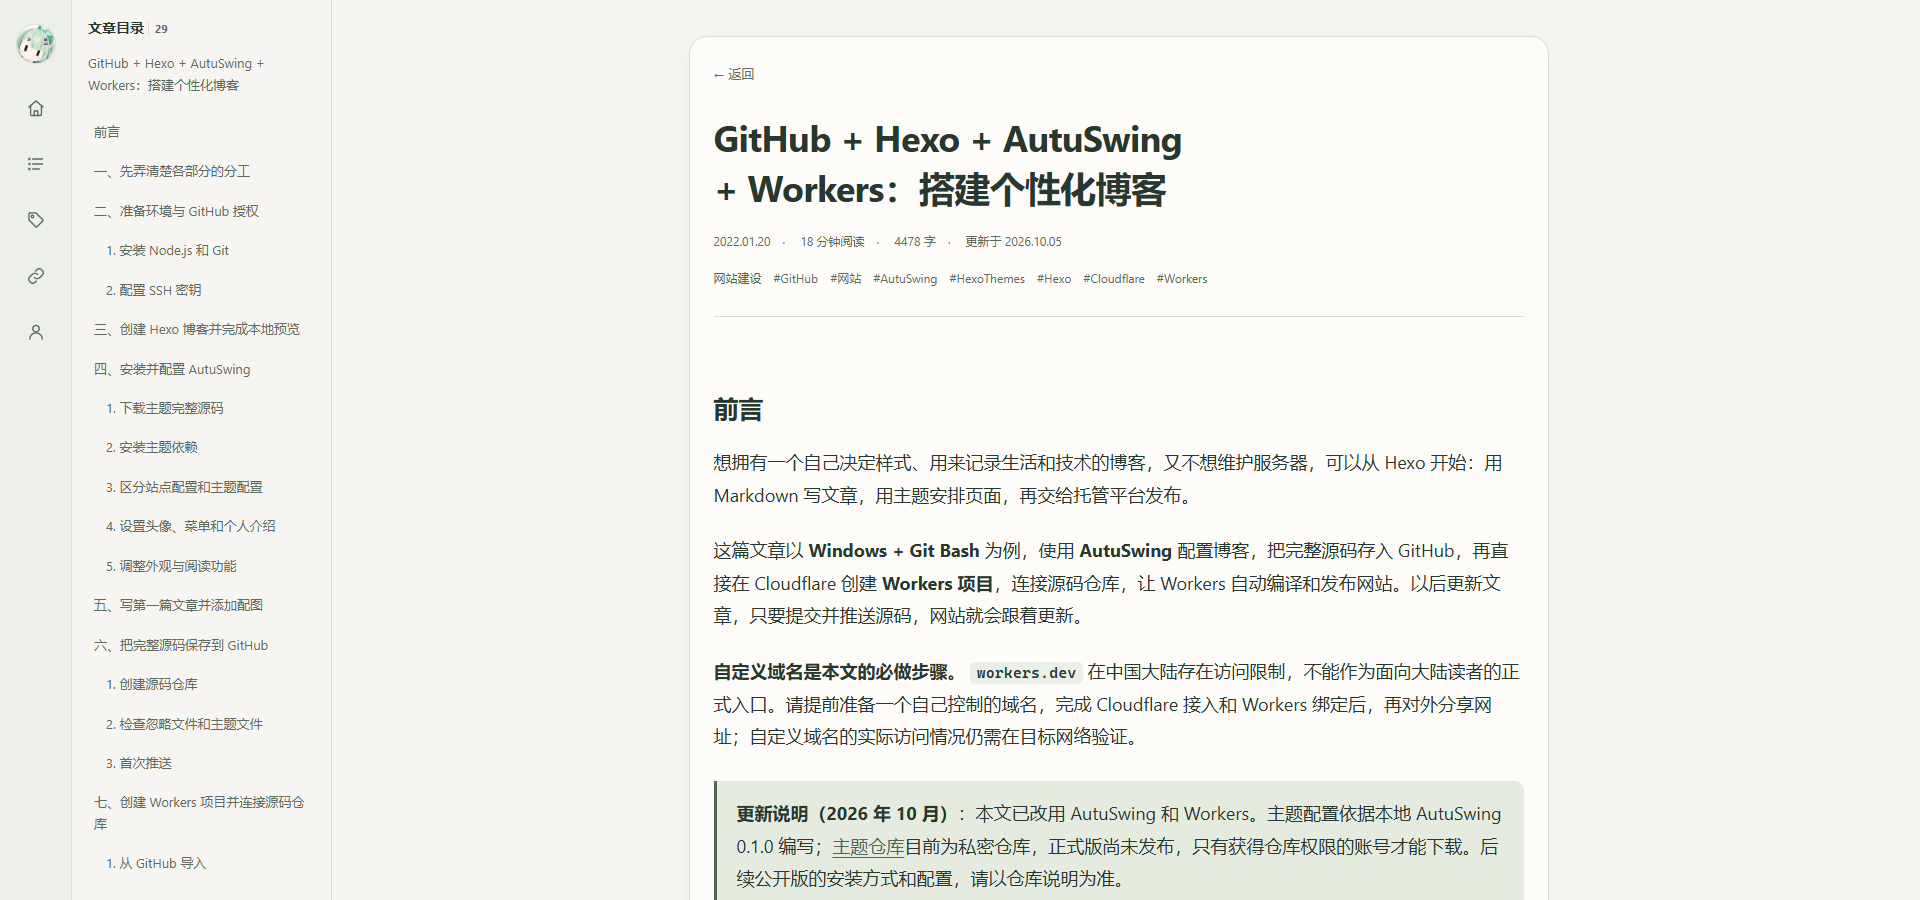 文章目录 29
GitHub + Hexo + AutuSwing +
Workers：搭建个性化博客
前言
一、先弄清楚各部分的分工
二、准备环境与 GitHub 授权
1. 安装 Node.js 和 Git
2. 配置 SSH 密钥
三、创建 Hexo 博客并完成本地预览
四、安装并配置 AutuSwing
1. 下载主题完整源码
2. 安装主题依赖
3. 区分站点配置和主题配置
4. 设置头像、菜单和个人介绍
5. 调整外观与阅读功能
五、写第一篇文章并添加配图
六、把完整源码保存到 GitHub
1. 创建源码仓库
2. 检查忽略文件和主题文件
3. 首次推送
七、创建 Workers 项目并连接源码仓
库
1. 从 GitHub 导入
← 返回
GitHub + Hexo + AutuSwing
+ Workers：搭建个性化博客
2022.01.20 · 18 分钟阅读 · 4478 字 · 更新于 2026.10.05
网站建设 #GitHub #网站 #AutuSwing #HexoThemes #Hexo #Cloudflare #Workers
前言
想拥有一个自己决定样式、用来记录生活和技术的博客，又不想维护服务器，可以从 Hexo 开始：用
Markdown 写文章，用主题安排页面，再交给托管平台发布。
这篇文章以 Windows + Git Bash 为例，使用 AutuSwing 配置博客，把完整源码存入 GitHub，再直
接在 Cloudflare 创建 Workers 项目，连接源码仓库，让 Workers 自动编译和发布网站。以后更新文
章，只要提交并推送源码，网站就会跟着更新。
自定义域名是本文的必做步骤。 workers.dev 在中国大陆存在访问限制，不能作为面向大陆读者的正
式入口。请提前准备一个自己控制的域名，完成 Cloudflare 接入和 Workers 绑定后，再对外分享网
址；自定义域名的实际访问情况仍需在目标网络验证。
更新说明（2026 年 10 月）：本文已改用 AutuSwing 和 Workers。主题配置依据本地 AutuSwing
0.1.0 编写；主题仓库目前为私密仓库，正式版尚未发布，只有获得仓库权限的账号才能下载。后
续公开版的安装方式和配置，请以仓库说明为准。